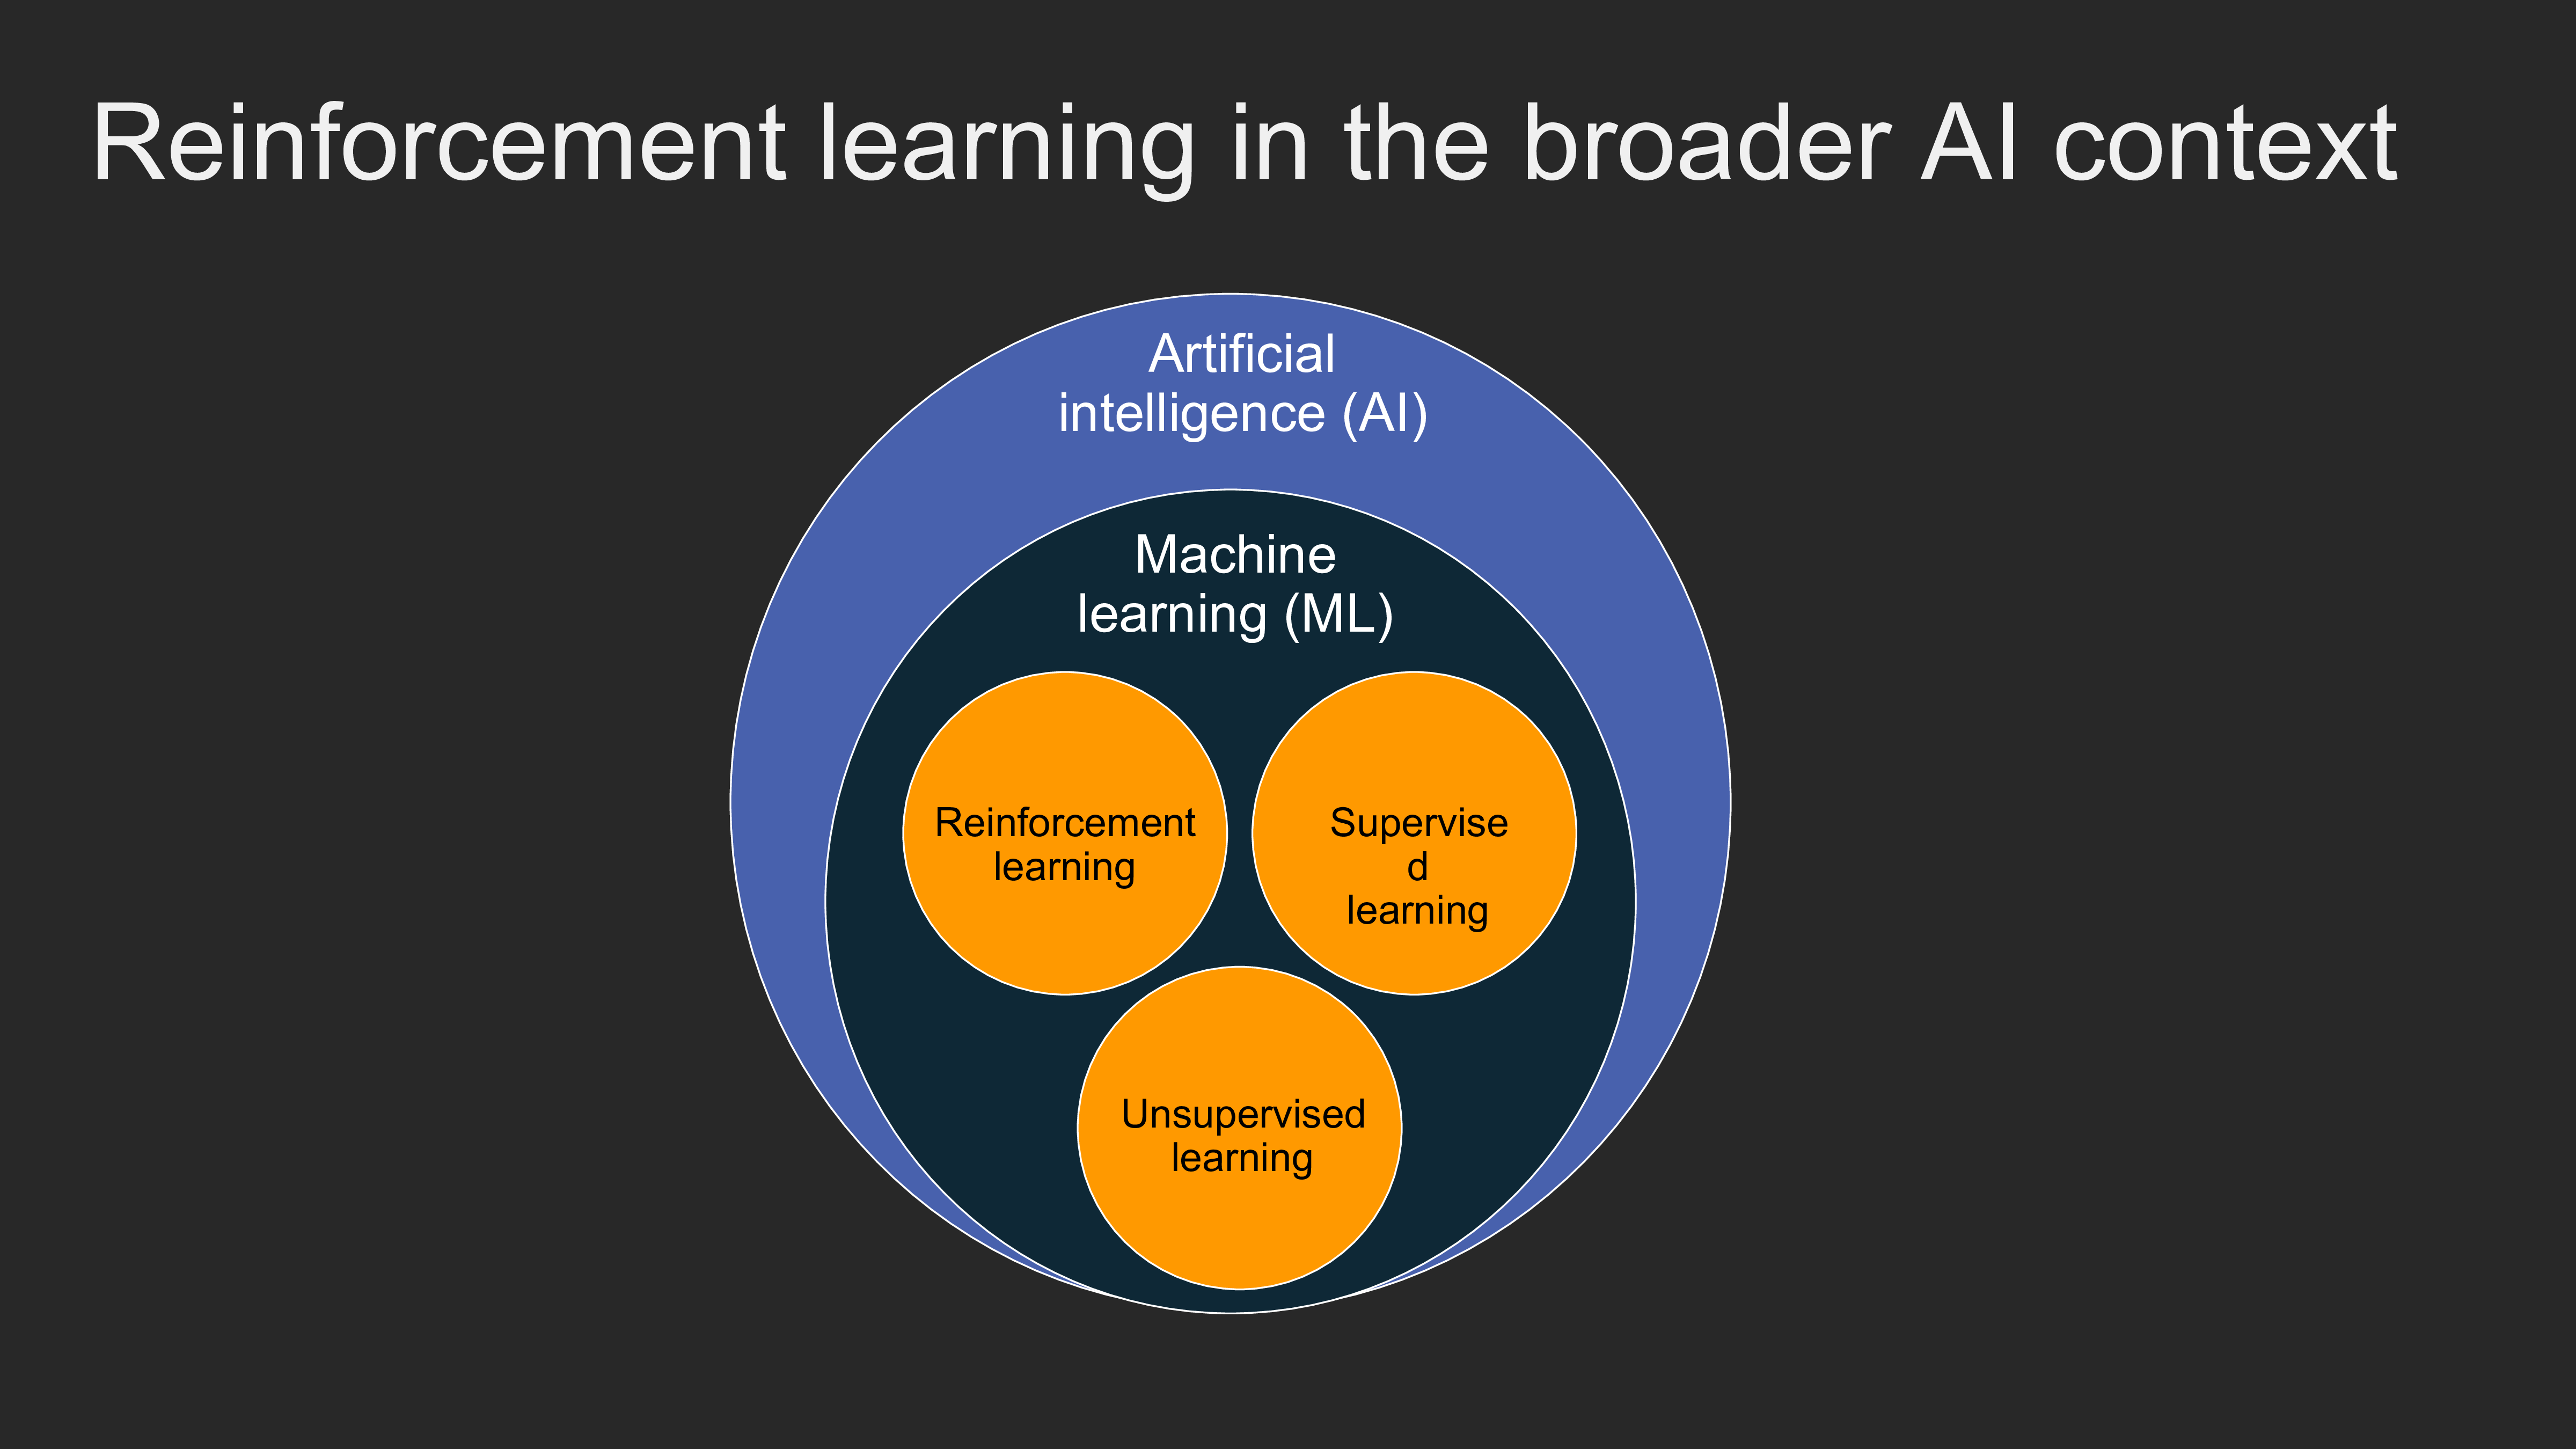 Reinforcement learning in the broader AI context
Artificial
intelligence (AI)
Machine
learning (ML)
Reinforcement
learning
Supervise
d
learning
Unsupervised
learning